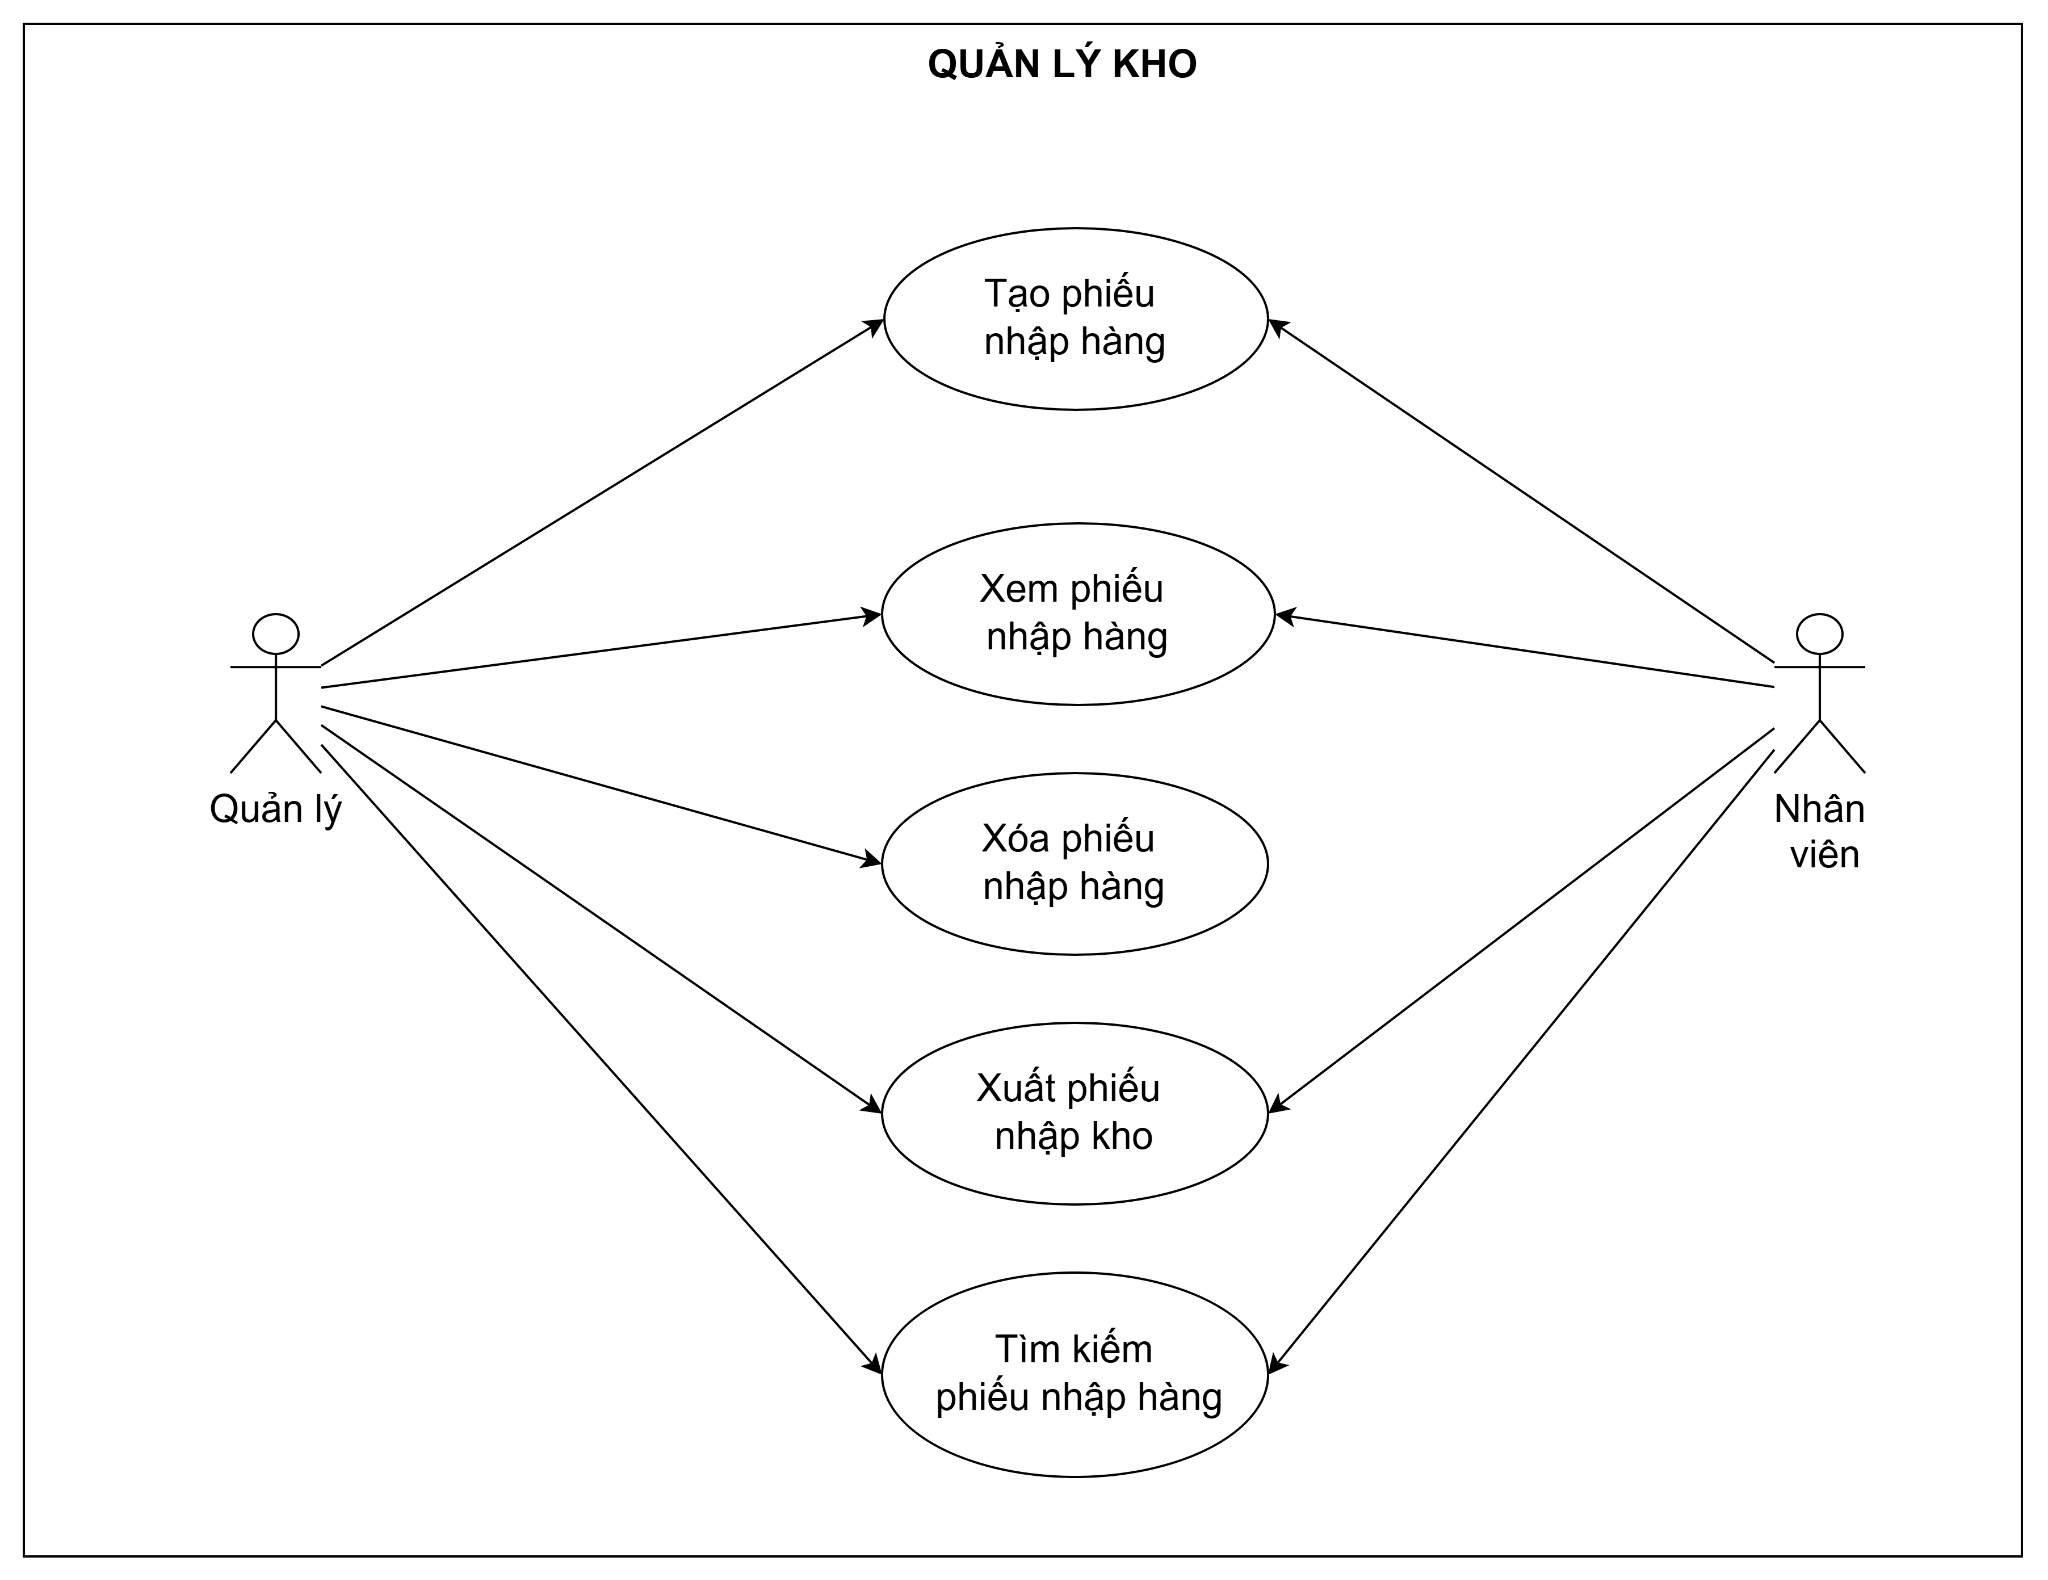 QUẢN LÝ KHO
Tạo phiếu
nhập hàng
Xem phiếu
nhập hàng
Quản lý
Nhân
viên
Xóa phiếu
nhập hàng
Xuất phiếu
nhập kho
Tìm kiếm
phiếu nhập hàng